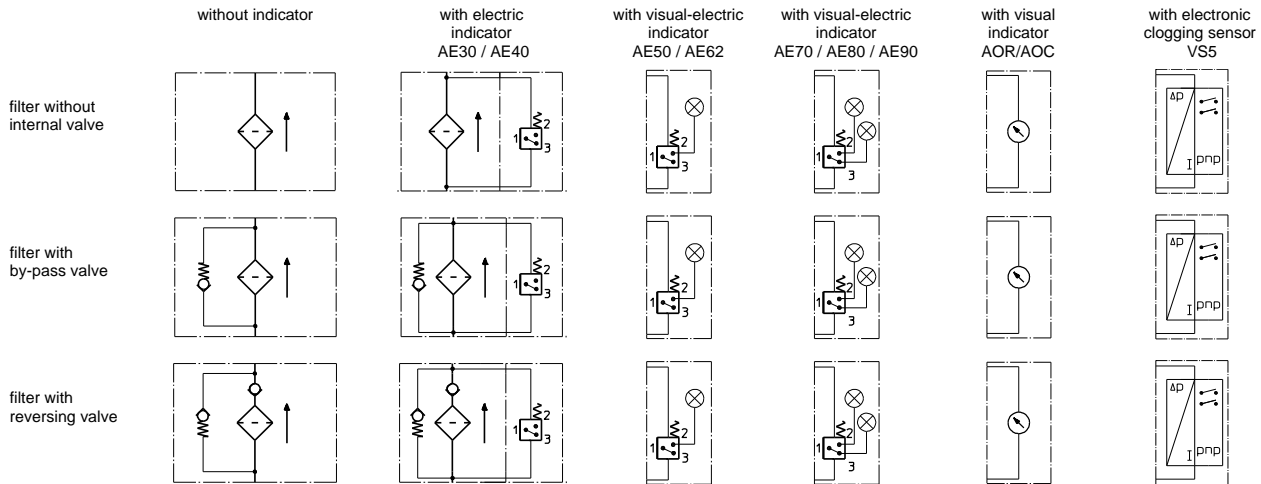 without indicator
with electric
indicator
AE30 / AE40
with visual-electric
indicator
AE50 / AE62
with visual-electric
indicator
AE70 / AE80 / AE90
with visual
indicator
AOR/AOC
with electronic
clogging sensor
VS5
filter without
internal valve
1 2 3
1 2 3
1 2 3
Δp
I pnp
filter with
by-pass valve
1 2 3
1 2 3
1 2 3
Δp
I pnp
filter with
reversing valve
1 2 3
1 2 3
1 2 3
Δp
I pnp